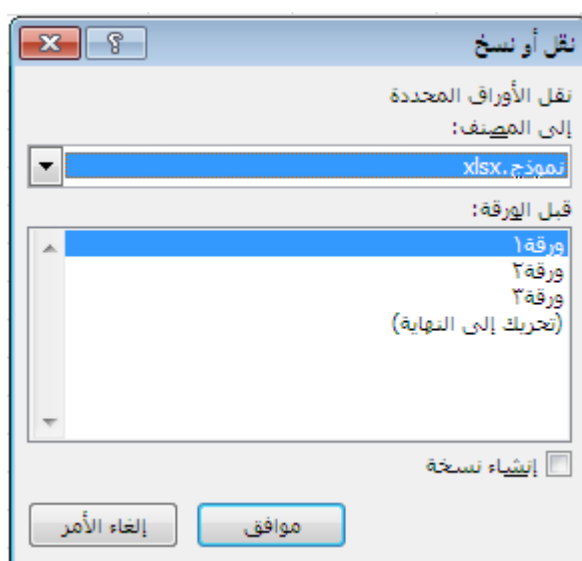 نقل أو نسخ
نقل الأوراق المحددة
إلى المصنف:
نموذج.xlsx
قبل الورقة:
ورقة١
ورقة٢
ورقة٣
(تحريك إلى النهاية)
إنشاء نسخة
موافق
إلغاء الأمر